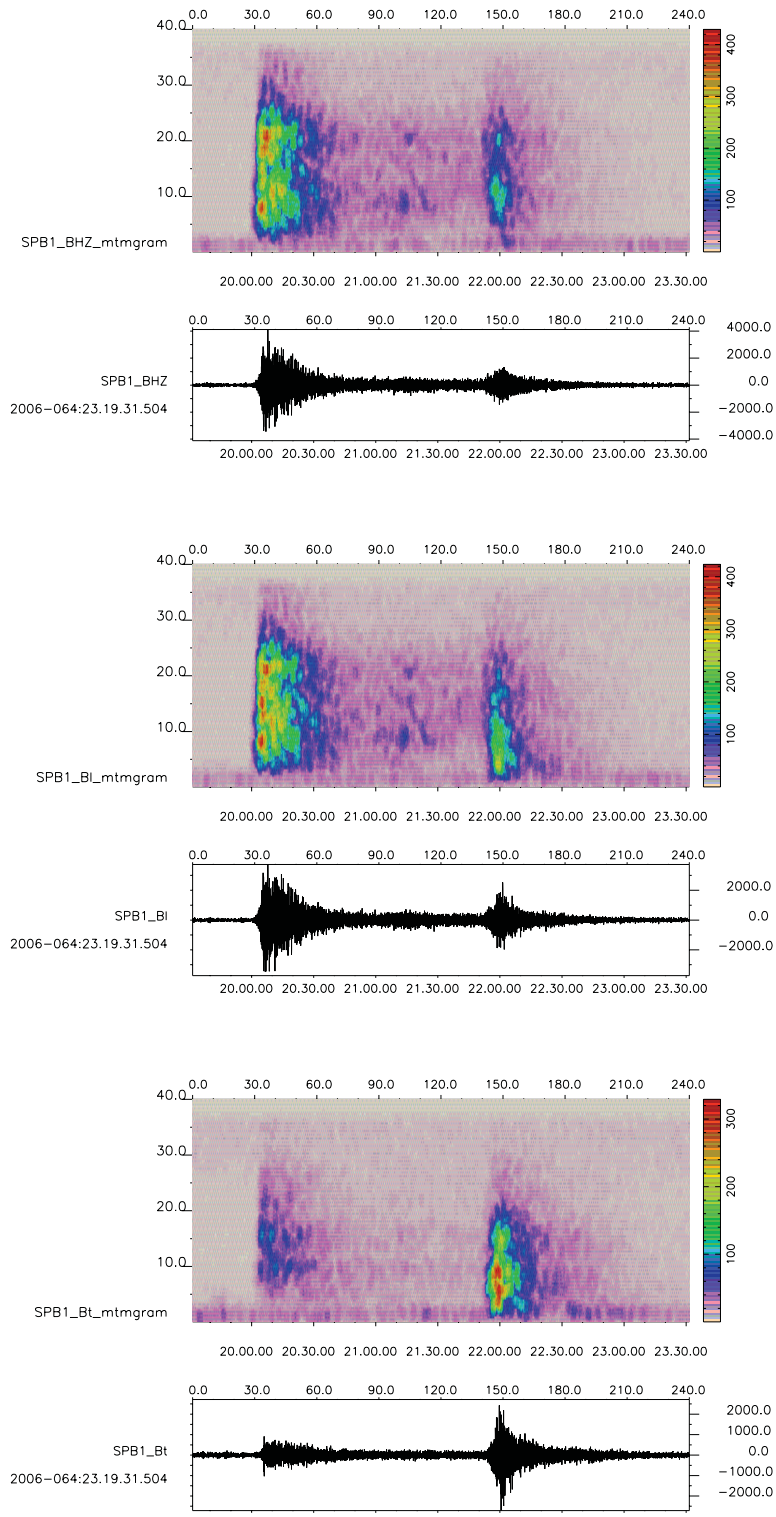 0.0 30.0 60.0 90.0 120.0 150.0 180.0 210.0 240.0
40.0
30.0
20.0
10.0
400
300
200
100
SPB1_BHZ_mtmgram
20.00.00 20.30.00 21.00.00 21.30.00 22.00.00 22.30.00 23.00.00 23.30.00
0.0 30.0 60.0 90.0 120.0 150.0 180.0 210.0 240.0
4000.0
2000.0
SPB1_BHZ 0.0
2006-064:23.19.31.504 -2000.0
-4000.0
20.00.00 20.30.00 21.00.00 21.30.00 22.00.00 22.30.00 23.00.00 23.30.00
0.0 30.0 60.0 90.0 120.0 150.0 180.0 210.0 240.0
40.0
30.0
20.0
10.0
400
300
200
100
SPB1_Bl_mtmgram
20.00.00 20.30.00 21.00.00 21.30.00 22.00.00 22.30.00 23.00.00 23.30.00
0.0 30.0 60.0 90.0 120.0 150.0 180.0 210.0 240.0
2000.0
SPB1_Bl 0.0
2006-064:23.19.31.504 -2000.0
20.00.00 20.30.00 21.00.00 21.30.00 22.00.00 22.30.00 23.00.00 23.30.00
0.0 30.0 60.0 90.0 120.0 150.0 180.0 210.0 240.0
40.0
30.0
20.0
10.0
300
200
100
SPB1_Bt_mtmgram
20.00.00 20.30.00 21.00.00 21.30.00 22.00.00 22.30.00 23.00.00 23.30.00
0.0 30.0 60.0 90.0 120.0 150.0 180.0 210.0 240.0
2000.0
1000.0
SPB1_Bt 0.0
2006-064:23.19.31.504 -1000.0
-2000.0